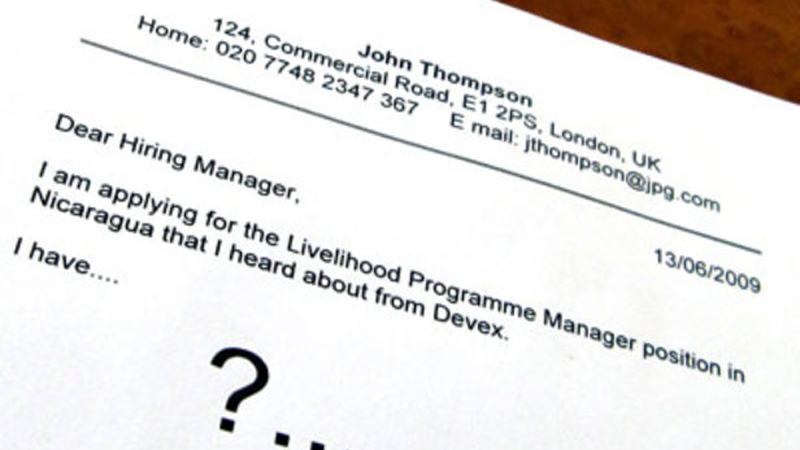 John Thompson
124, Commercial Road, E1 2PS, London, UK
Home: 020 7748 2347 367 E mail: jthompson@jpg.com
13/06/2009
Dear Hiring Manager,
I am applying for the Livelihood Programme Manager position in
Nicaragua that I heard about from Devex.
I have....
?...